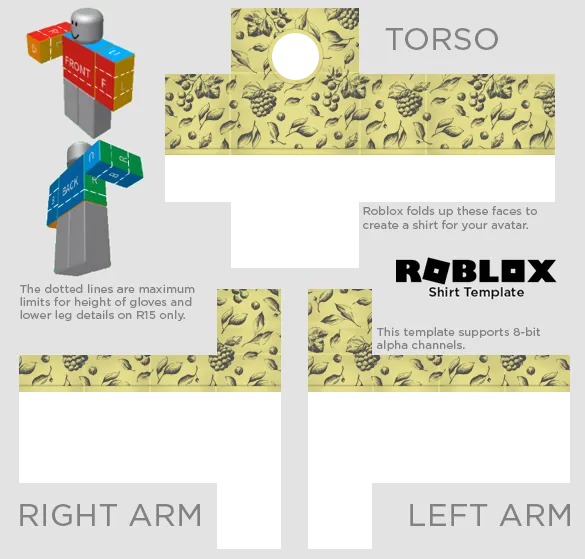 TORSO
FRONT
F
L
U
R
D
U
R
B
BACK
R
B
Roblox folds up these faces to
create a shirt for your avatar.
ROBLOX
Shirt Template
The dotted lines are maximum
limits for height of gloves and
lower leg details on R15 only.
This template supports 8-bit
alpha channels.
RIGHT ARM
LEFT ARM